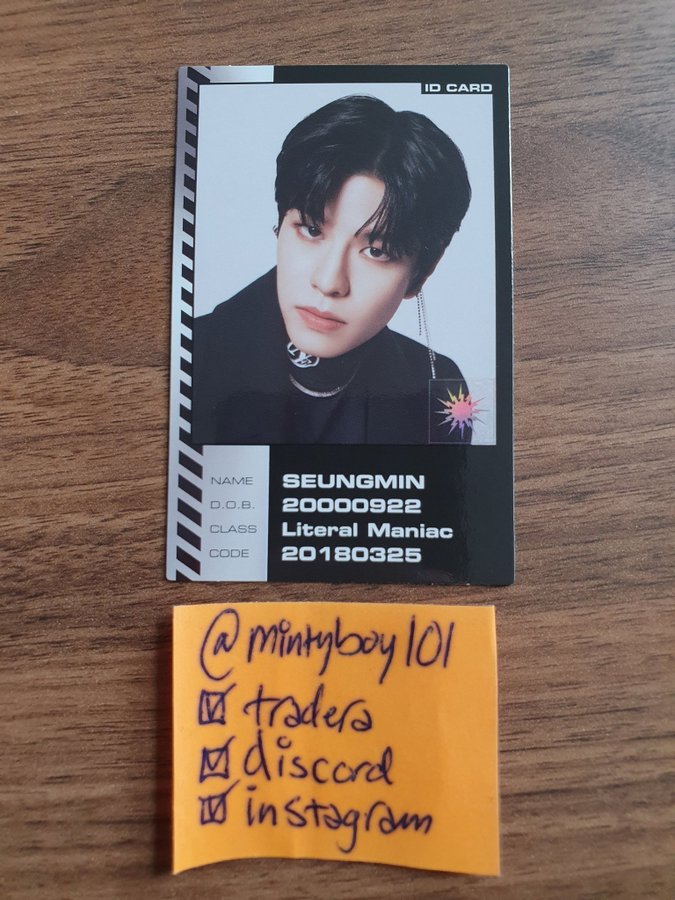 ID CARD
NAME SEUNGMIN
D.O.B. 20000922
CLASS Literal Maniac
CODE 20180325
@mintyboy101
☑ tradera
☑ discord
☑ instagram